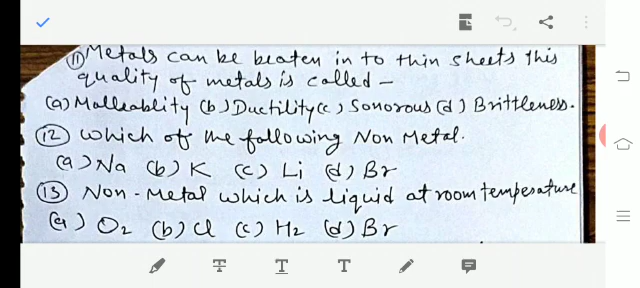 (11) Metals can be beaten in to thin sheets This
quality of metals is called —
(a) Malleablity (b) Ductility (c) Sonorous (d) Brittleness.
(12) Which of the following Non Metal.
(a) Na (b) K (c) Li (d) Br
(13) Non-Metal which is liquid at room temperature
(a) O2 (b) Cl (c) H2 (d) Br